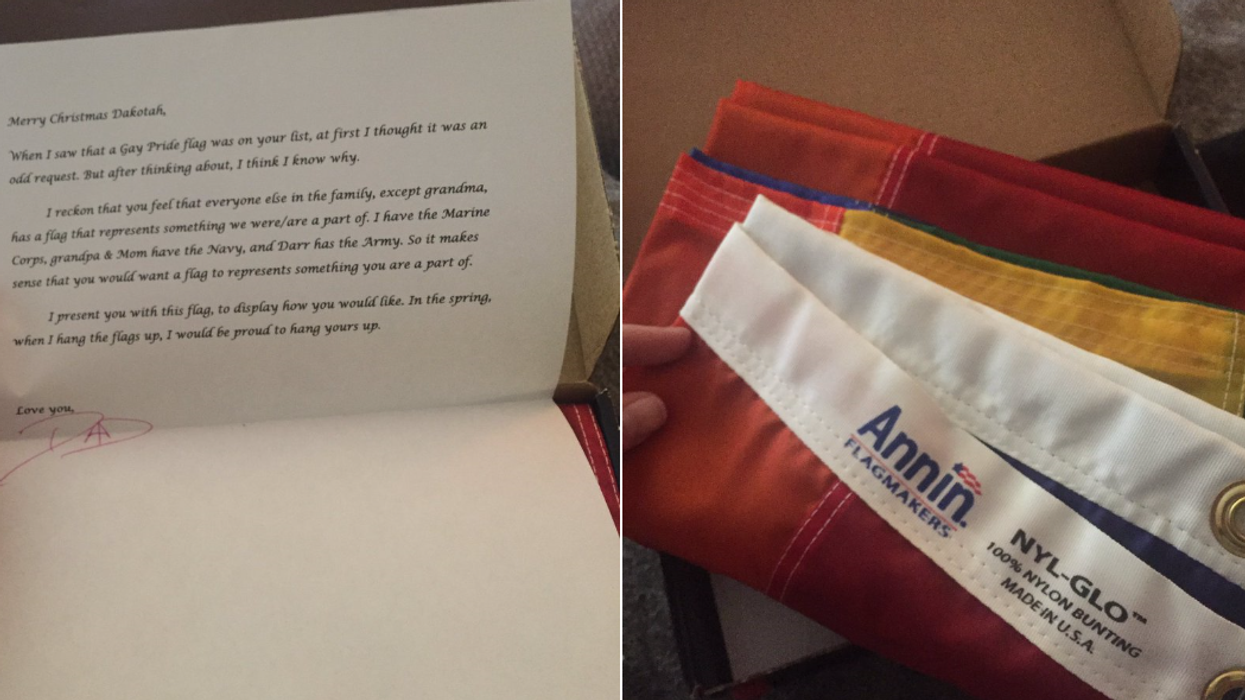 Merry Christmas Dakotah,
When I saw that a Gay Pride flag was on your list, at first I thought it was an
odd request. But after thinking about, I think I know why.
I reckon that you feel that everyone else in the family, except grandma,
has a flag that represents something we were/are a part of. I have the Marine
Corps, grandpa & Mom have the Navy, and Darr has the Army. So it makes
sense that you would want a flag to represents something you are a part of.
I present you with this flag, to display how you would like. In the spring,
when I hang the flags up, I would be proud to hang yours up.
Love you,
Annin
FLAGMAKERS
NYL-GLO™
100% NYLON BUNTING
MADE IN U.S.A.